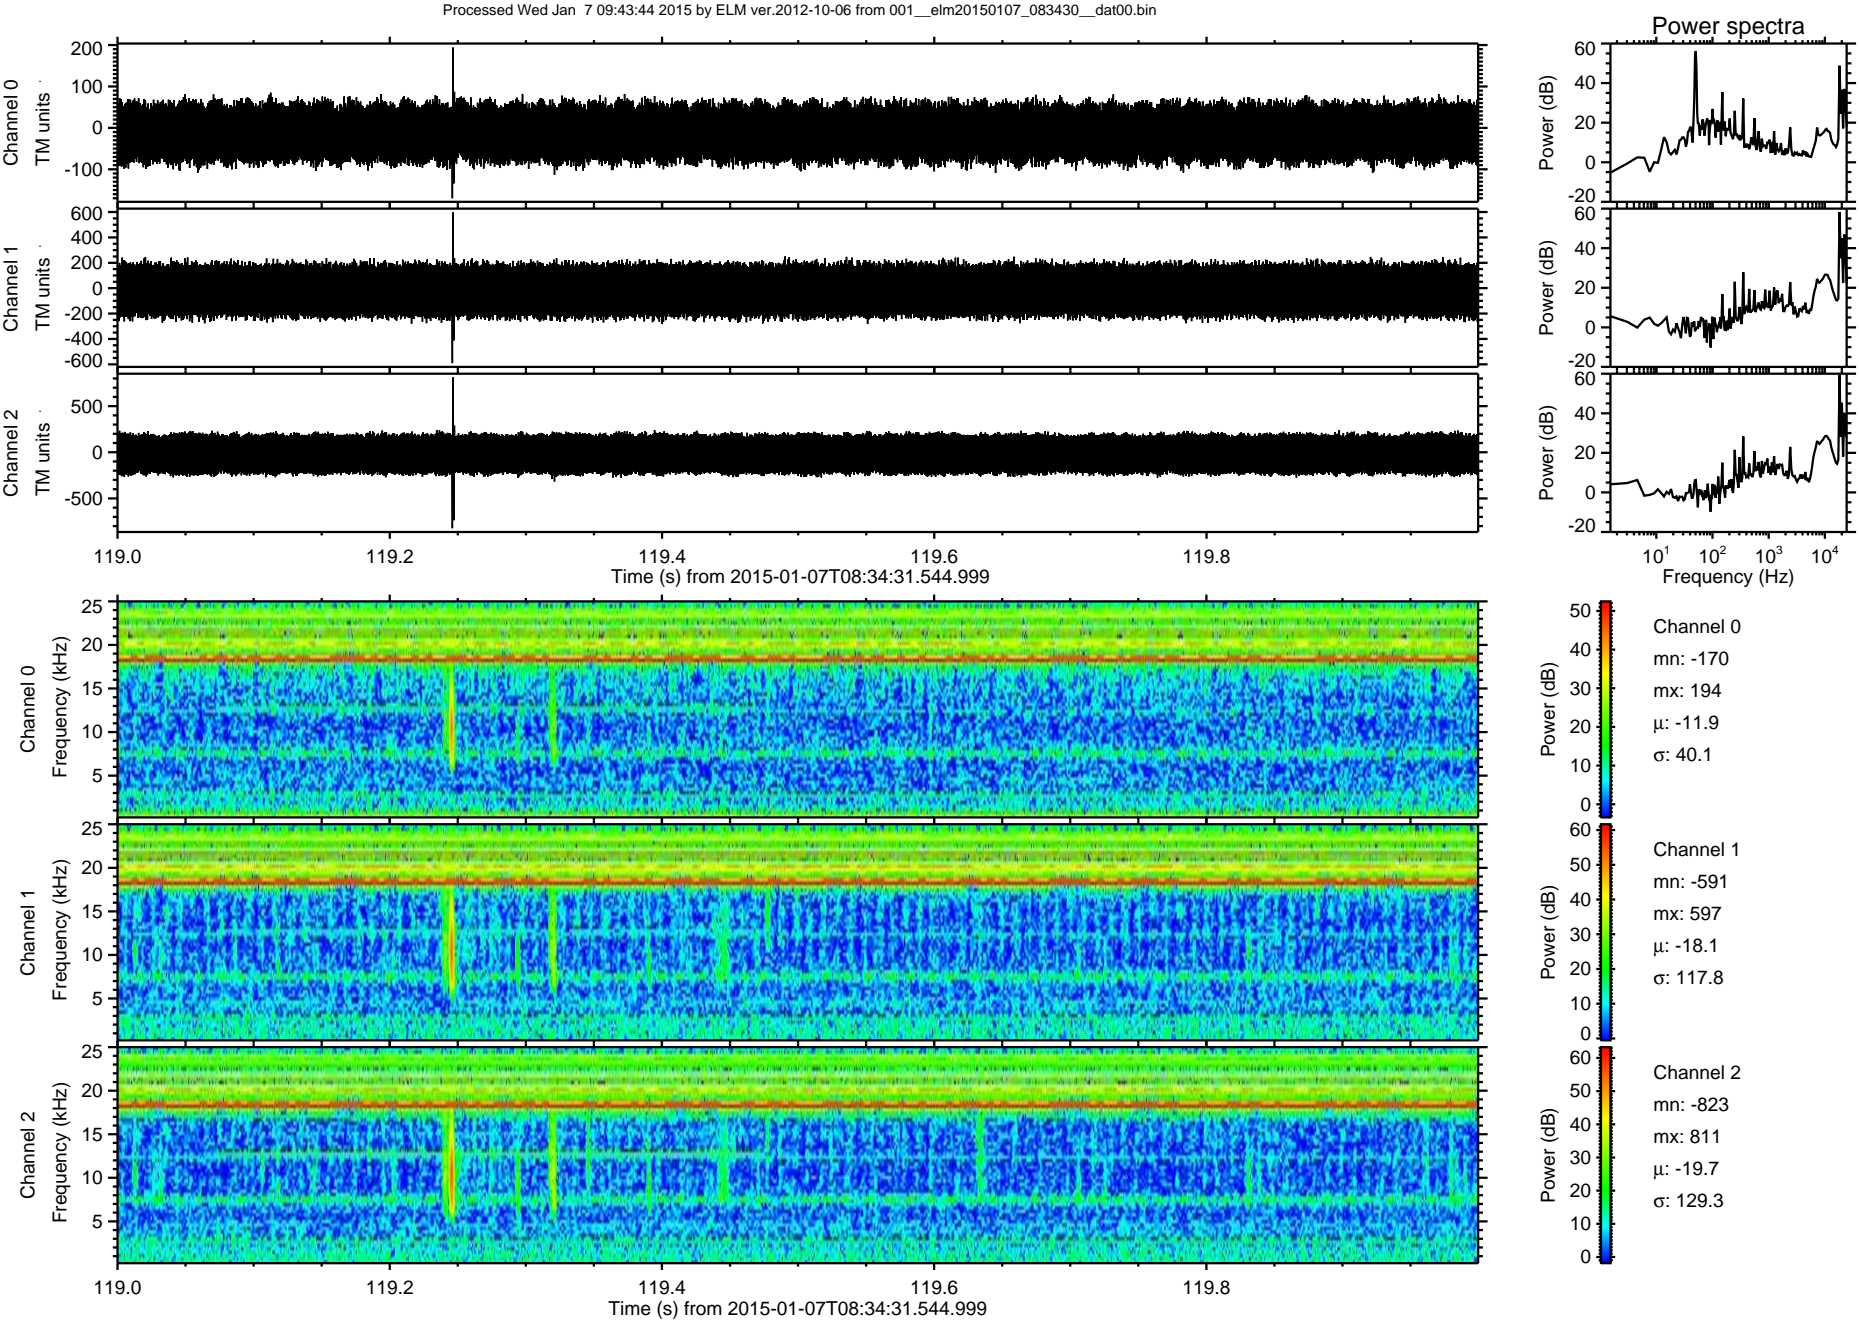 Processed Wed Jan  7 09:43:44 2015 by ELM ver.2012-10-06 from 001__elm20150107_083430__dat00.bin
Power spectra
Channel 0
TM units
200
100
0
-100
Power (dB)
60
40
20
0
-20
Channel 1
TM units
600
400
200
0
-200
-400
-600
Power (dB)
60
40
20
0
-20
Channel 2
TM units
500
0
-500
Power (dB)
60
40
20
0
-20
119.0 119.2 119.4 119.6 119.8
Time (s) from 2015-01-07T08:34:31.544.999
10^1 10^2 10^3 10^4
Frequency (Hz)
Channel 0
Frequency (kHz)
25
20
15
10
5
Power (dB)
50
40
30
20
10
0
Channel 0
mn: -170
mx: 194
μ: -11.9
σ: 40.1
Channel 1
Frequency (kHz)
25
20
15
10
5
Power (dB)
60
50
40
30
20
10
0
Channel 1
mn: -591
mx: 597
μ: -18.1
σ: 117.8
Channel 2
Frequency (kHz)
25
20
15
10
5
Power (dB)
60
50
40
30
20
10
0
Channel 2
mn: -823
mx: 811
μ: -19.7
σ: 129.3
119.0 119.2 119.4 119.6 119.8
Time (s) from 2015-01-07T08:34:31.544.999